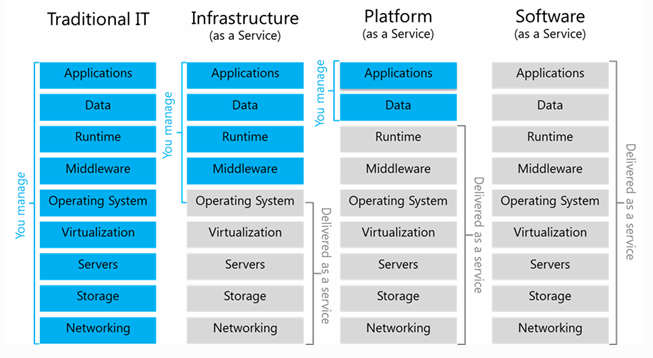 Traditional IT
You manage
Applications
Data
Runtime
Middleware
Operating System
Virtualization
Servers
Storage
Networking
Infrastructure
(as a Service)
You manage
Applications
Data
Runtime
Middleware
Operating System
Virtualization
Servers
Storage
Networking
Delivered as a service
Platform
(as a Service)
You manage
Applications
Data
Runtime
Middleware
Operating System
Virtualization
Servers
Storage
Networking
Delivered as a service
Software
(as a Service)
Applications
Data
Runtime
Middleware
Operating System
Virtualization
Servers
Storage
Networking
Delivered as a service